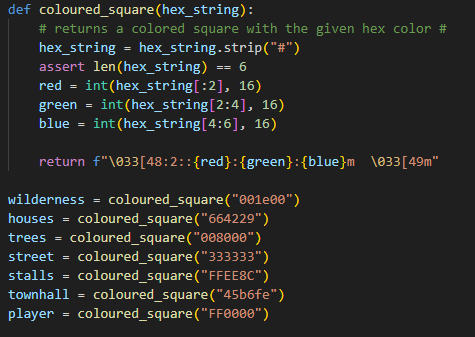 def coloured_square(hex_string):
    # returns a colored square with the given hex color #
    hex_string = hex_string.strip("#")
    assert len(hex_string) == 6
    red = int(hex_string[:2], 16)
    green = int(hex_string[2:4], 16)
    blue = int(hex_string[4:6], 16)

    return f"\033[48:2::{red}:{green}:{blue}m  \033[49m"

wilderness = coloured_square("001e00")
houses = coloured_square("664229")
trees = coloured_square("008000")
street = coloured_square("333333")
stalls = coloured_square("FFEE8C")
townhall = coloured_square("45b6fe")
player = coloured_square("FF0000")